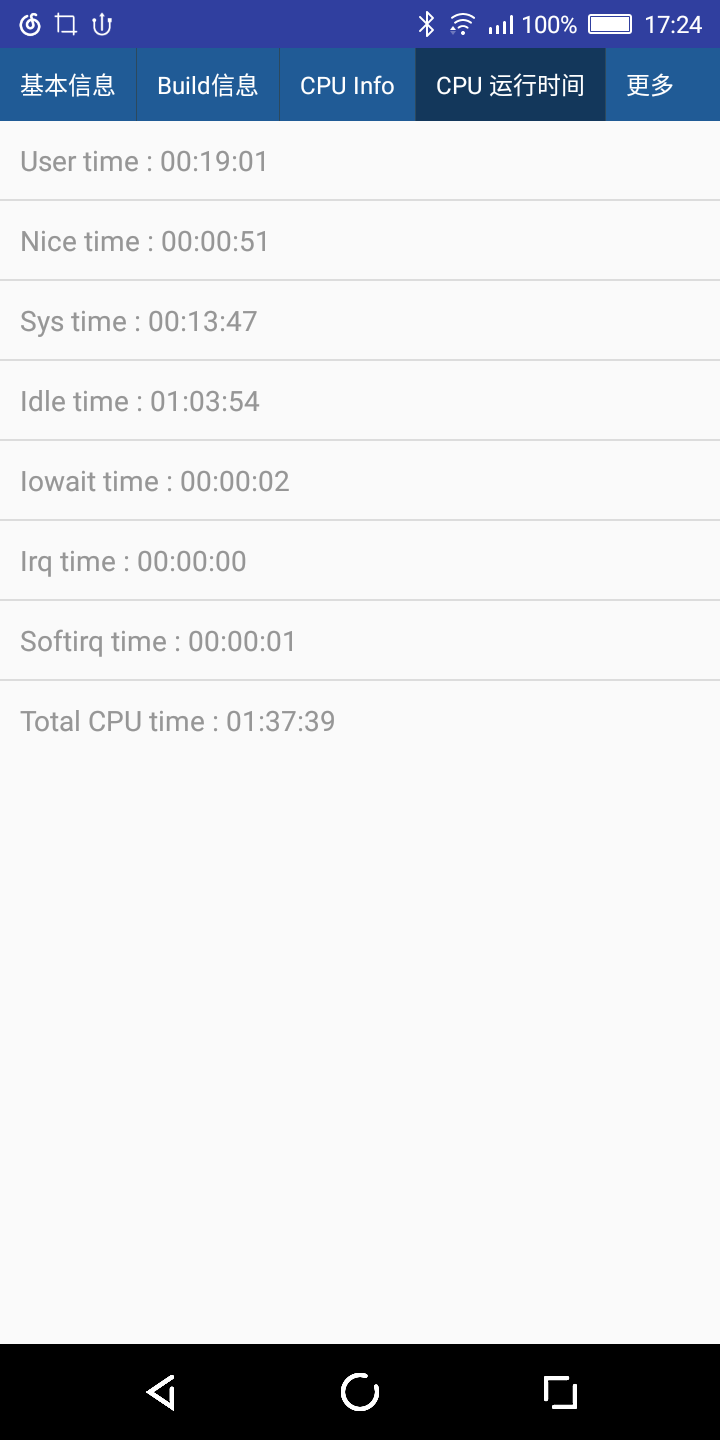 100% 17:24
基本信息 Build信息 CPU Info CPU 运行时间 更多
User time : 00:19:01
Nice time : 00:00:51
Sys time : 00:13:47
Idle time : 01:03:54
Iowait time : 00:00:02
Irq time : 00:00:00
Softirq time : 00:00:01
Total CPU time : 01:37:39